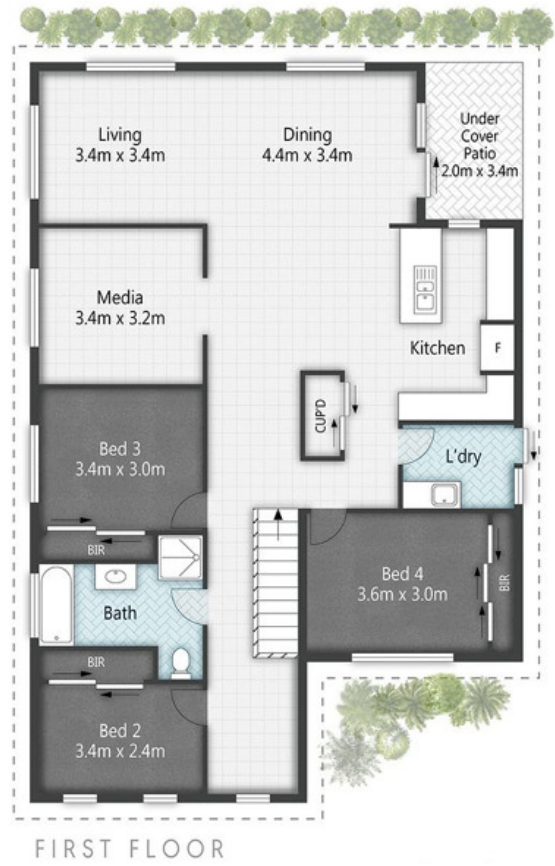 Living
3.4m x 3.4m
Dining
4.4m x 3.4m
Under
Cover
Patio
2.0m x 3.4m
Media
3.4m x 3.2m
Kitchen
F
CUP'D
Bed 3
3.4m x 3.0m
L'dry
BIR
Bed 4
3.6m x 3.0m
BIR
Bath
BIR
Bed 2
3.4m x 2.4m
FIRST FLOOR